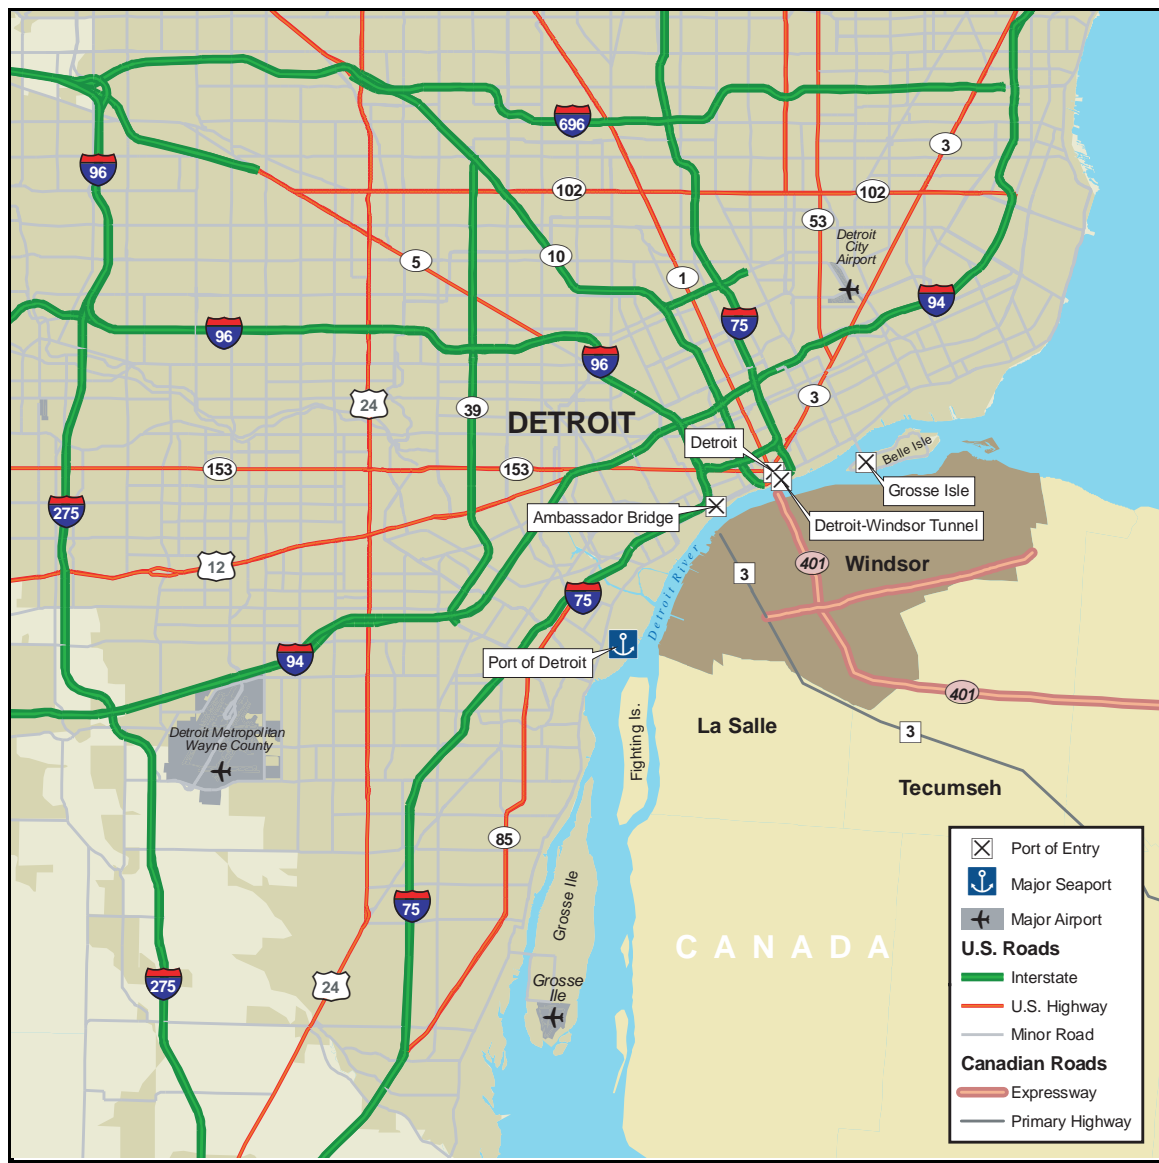 696
3
96
102
102
53
Detroit
City
Airport
10
5
1
94
75
96
96
24
39
3
DETROIT
Detroit
Belle Isle
153
153
Grosse Isle
275
Ambassador Bridge
Detroit-Windsor Tunnel
12
401
Windsor
3
75
Detroit River
94
Port of Detroit
401
Fighting Is.
La Salle
3
Detroit Metropolitan
Wayne County
Tecumseh
85
75
Grosse Ile
CANADA
275
24
Grosse
Ile
Port of Entry
Major Seaport
Major Airport
U.S. Roads
Interstate
U.S. Highway
Minor Road
Canadian Roads
Expressway
Primary Highway